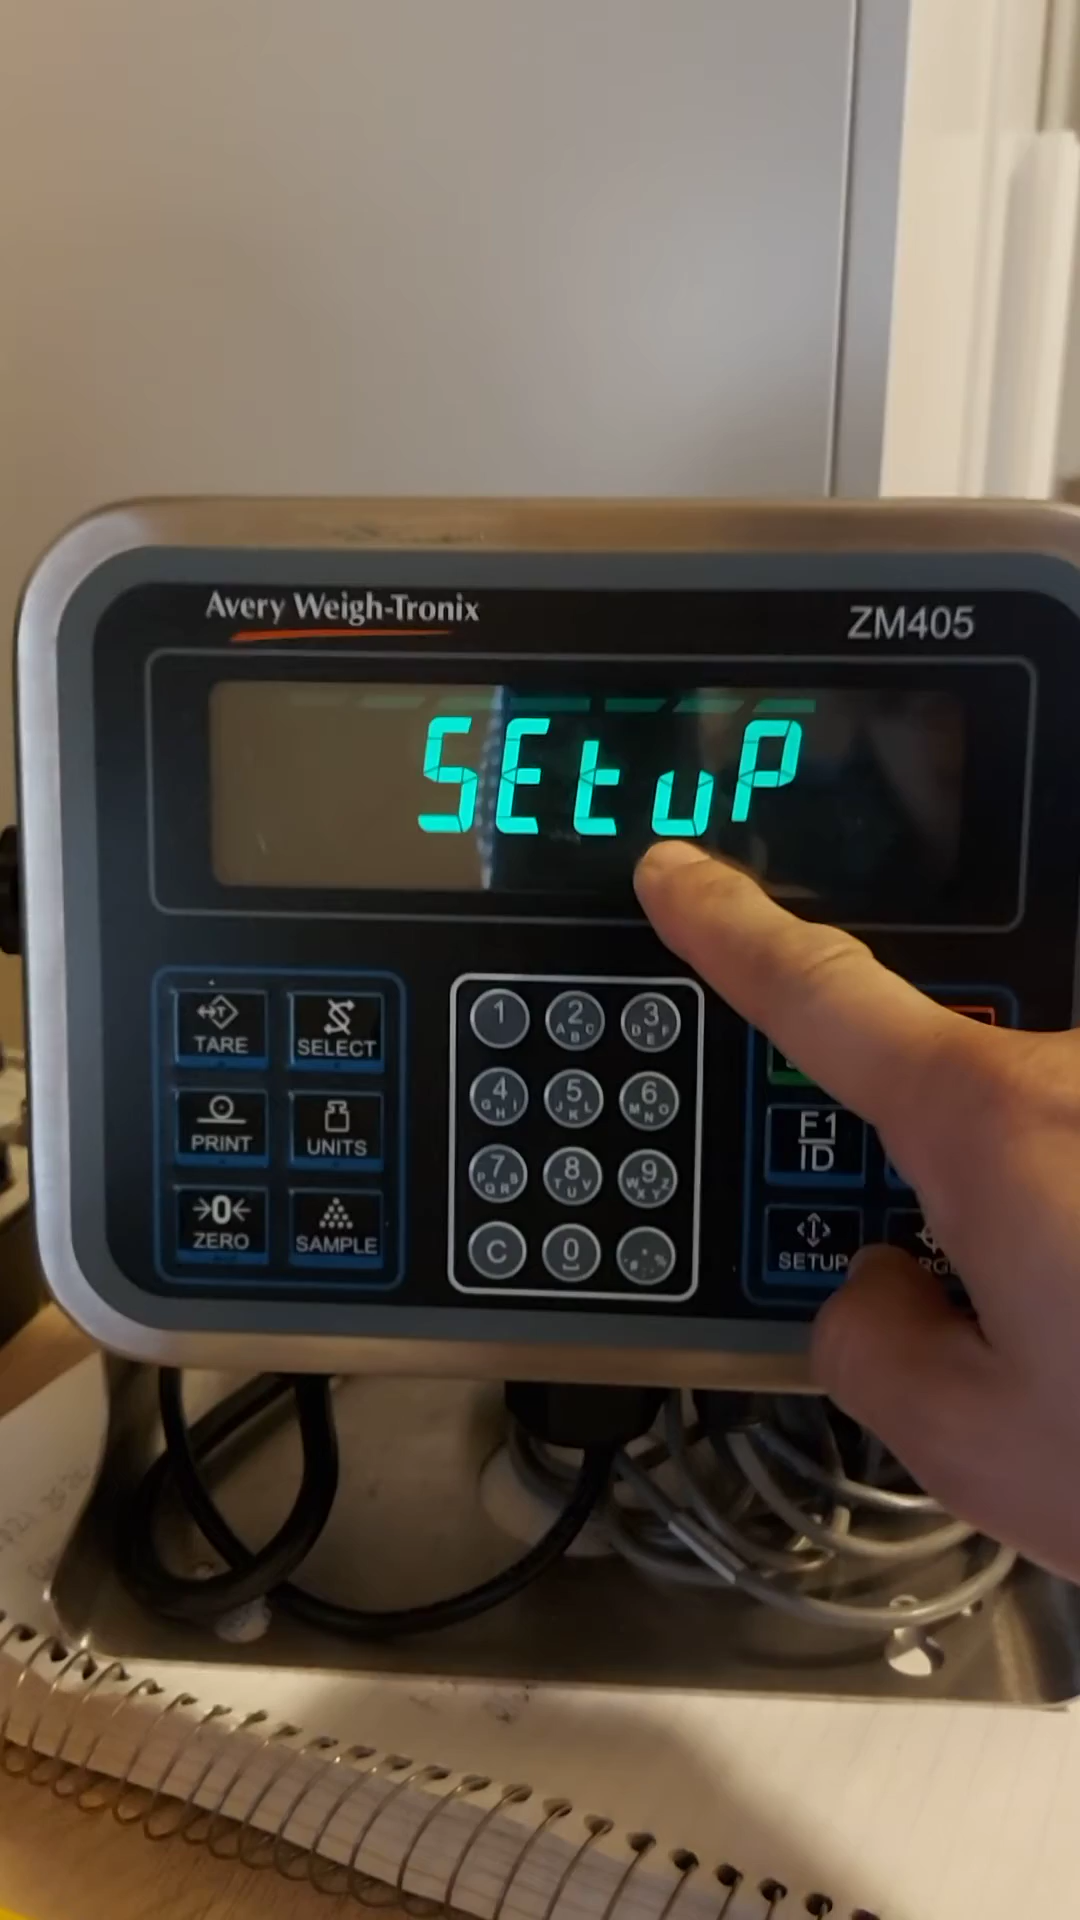 Avery Weigh-Tronix
ZM405
SEtuP
TARE
SELECT
PRINT
UNITS
→0←
ZERO
SAMPLE
1
2
ABC
3
DEF
4
GHI
5
JKL
6
MNO
7
PQRS
8
TUV
9
WXYZ
C
0
F1
ID
SETUP